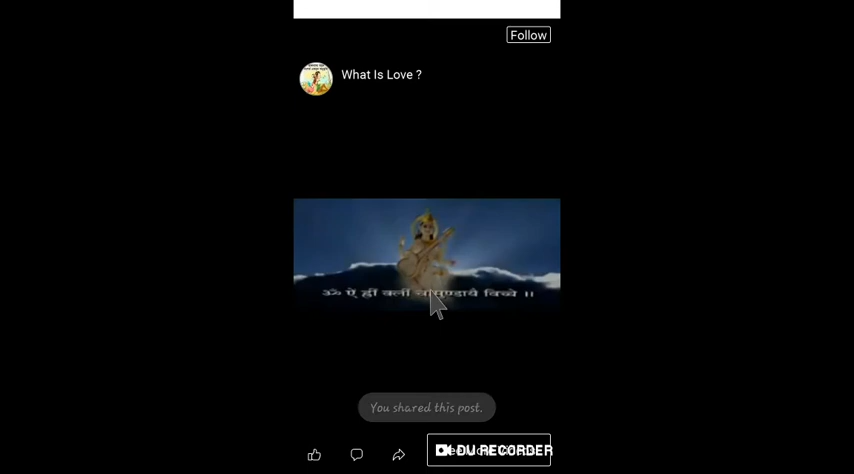 Follow
What Is Love ?
ॐ ऐं ह्रीं क्लीं चामुण्डायै विच्चे ।।
You shared this post.
DU RECORDER